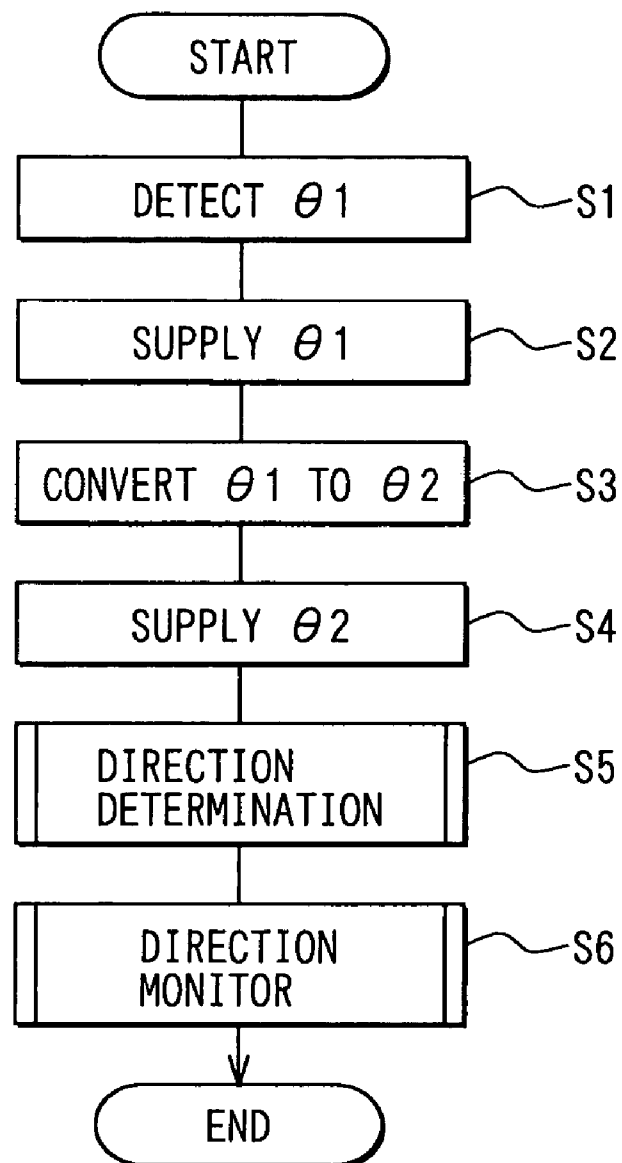 START
DETECT θ1
S1
SUPPLY θ1
S2
CONVERT θ1 TO θ2
S3
SUPPLY θ2
S4
DIRECTION
DETERMINATION
S5
DIRECTION
MONITOR
S6
END